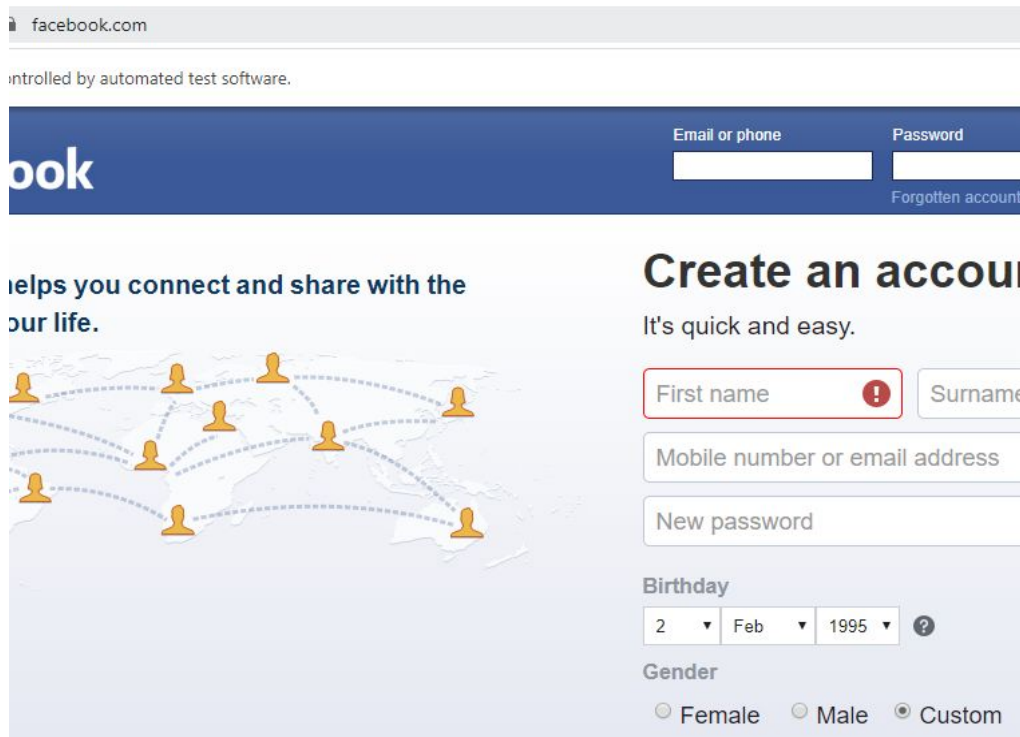 facebook.com
ontrolled by automated test software.
Email or phone Password
ook
Forgotten account
helps you connect and share with the
our life.
Create an accou
It's quick and easy.
First name Surname
Mobile number or email address
New password
Birthday
2 Feb 1995
Gender
Female Male Custom